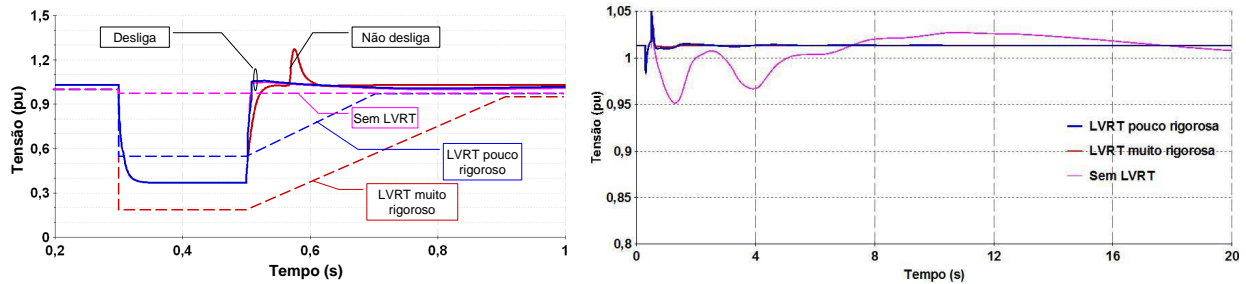 1,5
1,2
0,9
0,6
0,3
0
0,2
0,4
0,6
0,8
1
Tensão (pu)
Tempo (s)
Desliga
Não desliga
Sem LVRT
LVRT pouco
rigoroso
LVRT muito
rigoroso
1,05
1
0,95
0,9
0,85
0,8
0
4
8
12
16
20
Tensão (pu)
Tempo (s)
LVRT pouco rigorosa
LVRT muito rigorosa
Sem LVRT